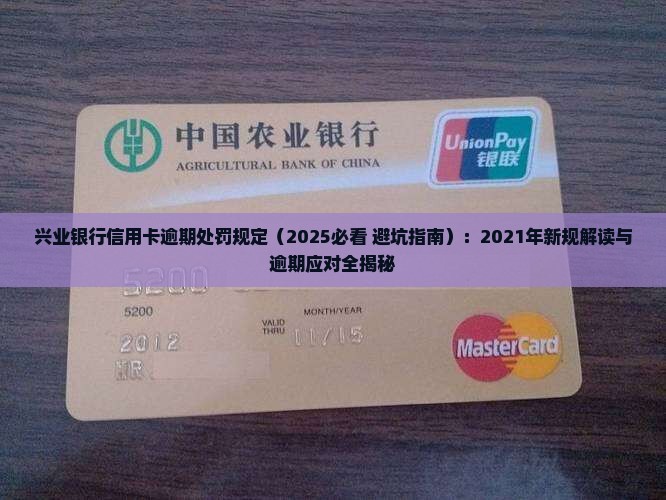 中国农业银行
AGRICULTURAL BANK OF CHINA
UnionPay
银联
兴业银行信用卡逾期处罚规定（2025必看 避坑指南）：2021年新规解读与
逾期应对全揭秘
5200
5200
MONTH/YEAR
VALID
THRU
11/15
2012
MR.
MasterCard